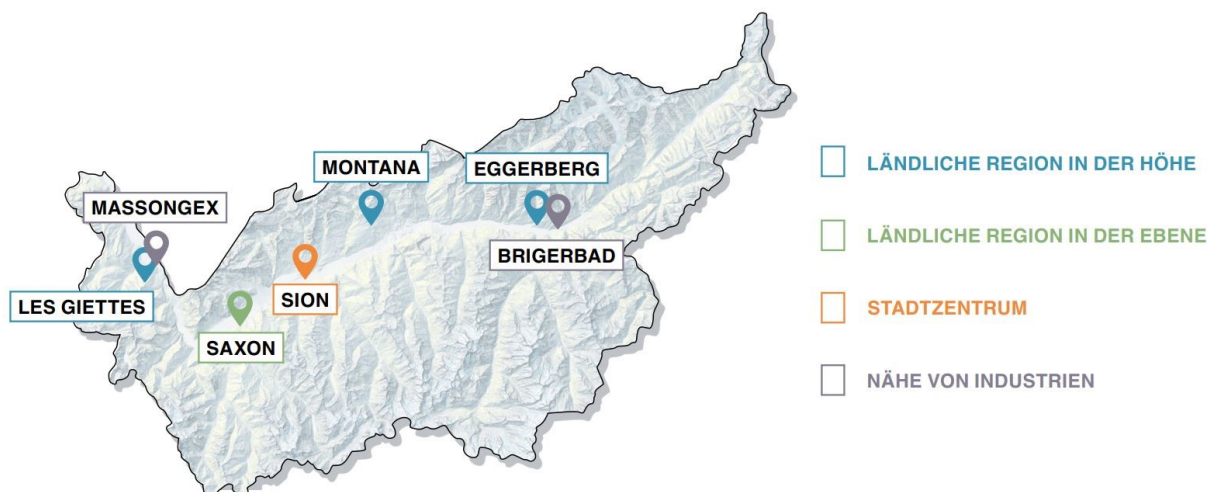 MONTANA
EGGERBERG
MASSONGEX
BRIGERBAD
LES GIETTES
SION
SAXON
LÄNDLICHE REGION IN DER HÖHE
LÄNDLICHE REGION IN DER EBENE
STADTZENTRUM
NÄHE VON INDUSTRIEN